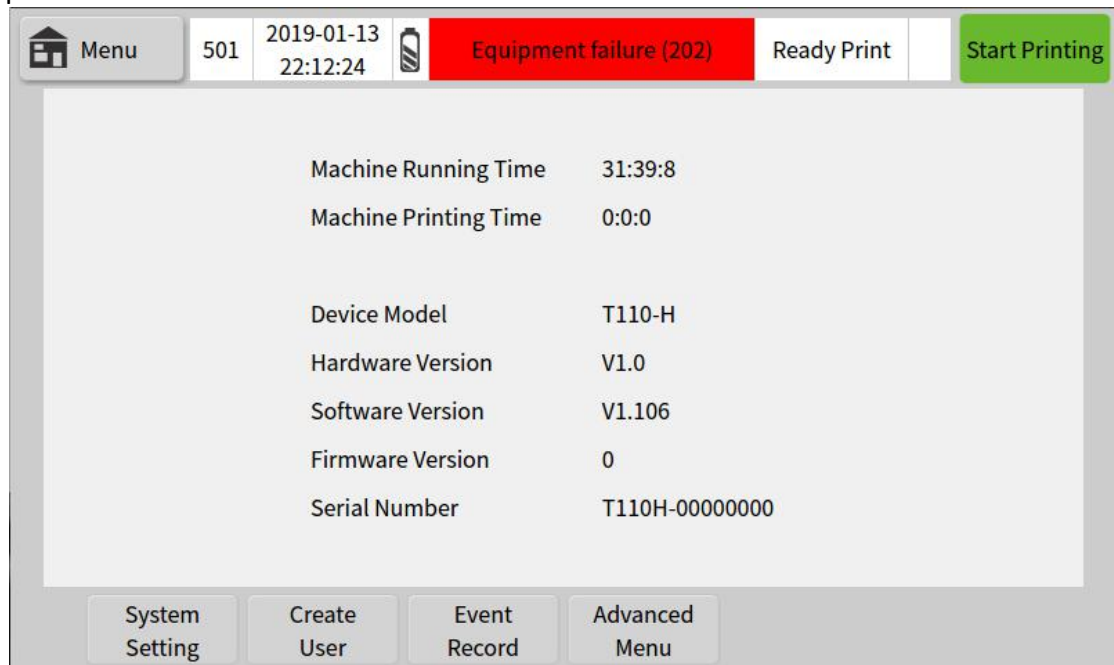 Menu
501
2019-01-13
22:12:24
Equipment failure (202)
Ready Print
Start Printing
Machine Running Time 31:39:8
Machine Printing Time 0:0:0
Device Model T110-H
Hardware Version V1.0
Software Version V1.106
Firmware Version 0
Serial Number T110H-00000000
System
Setting
Create
User
Event
Record
Advanced
Menu